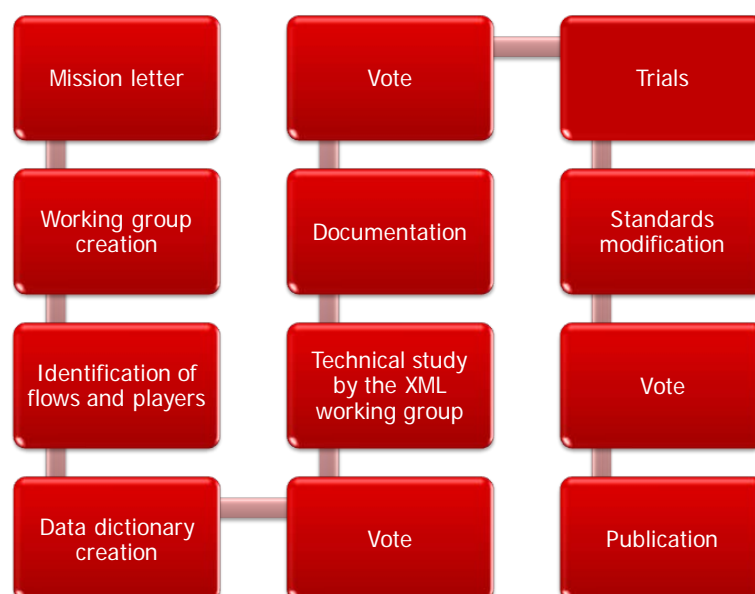 Mission letter
Working group
creation
Identification of
flows and players
Data dictionary
creation
Vote
Technical study
by the XML
working group
Documentation
Vote
Trials
Standards
modification
Vote
Publication